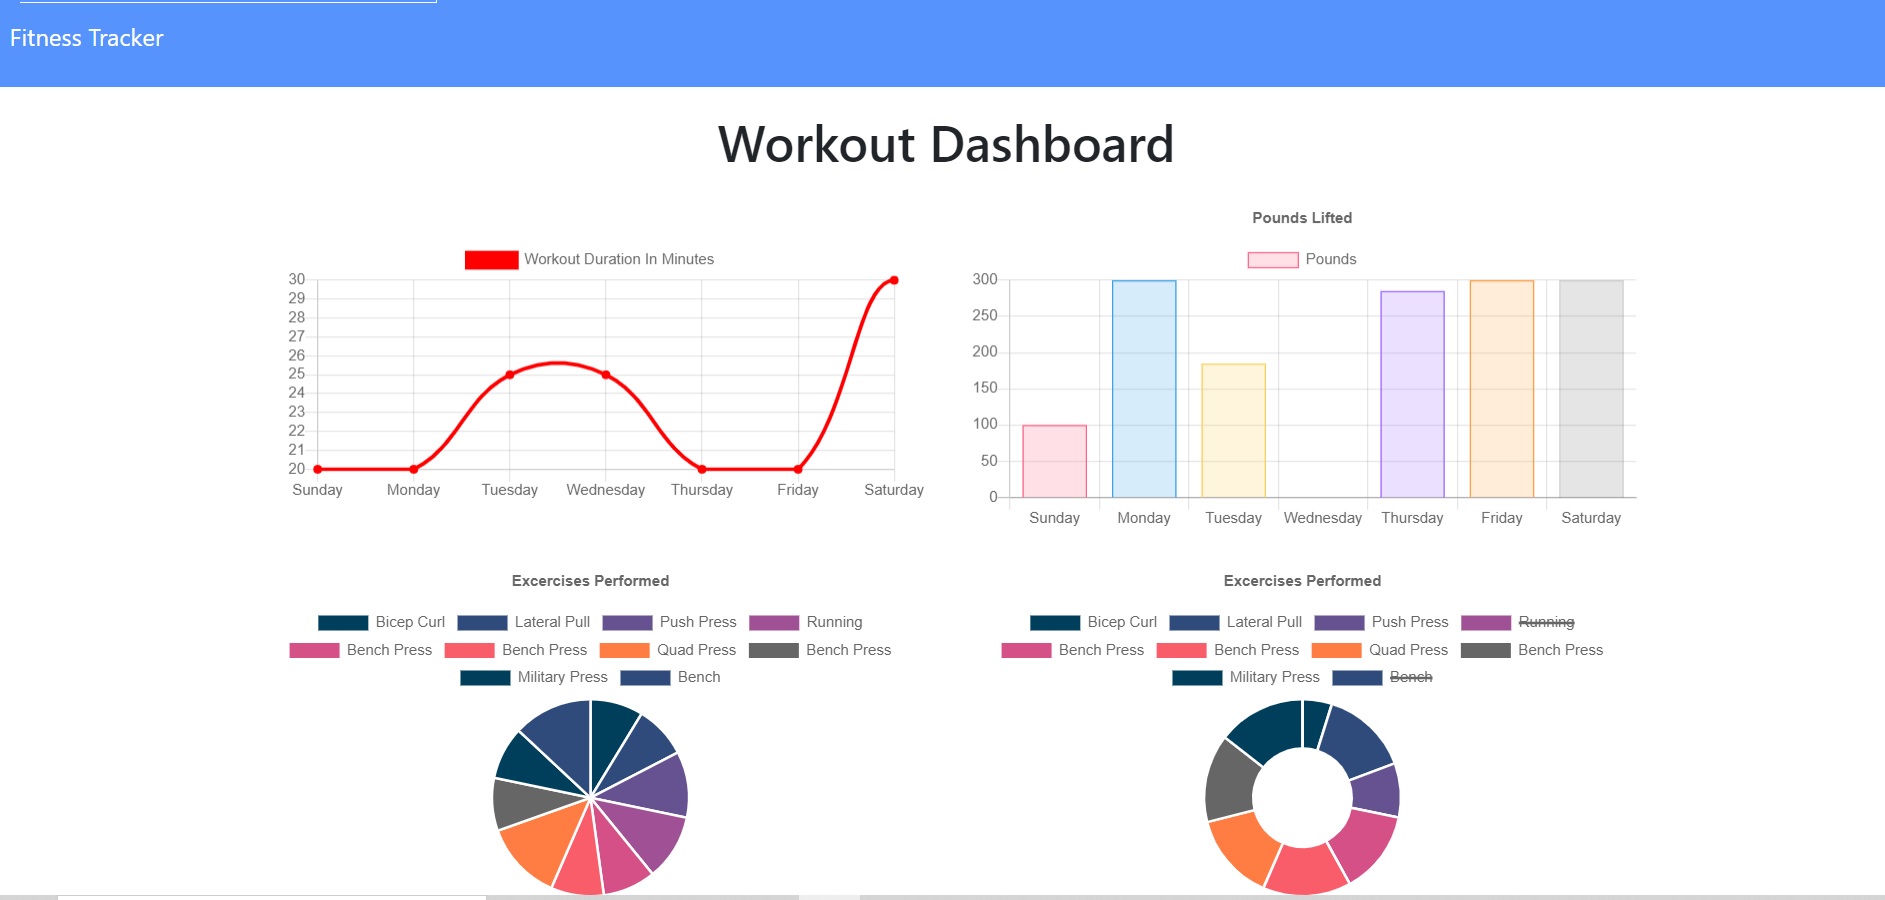 Fitness Tracker
Workout Dashboard
Workout Duration In Minutes
30
29
28
27
26
25
24
23
22
21
20
Sunday Monday Tuesday Wednesday Thursday Friday Saturday
Pounds Lifted
Pounds
300
250
200
150
100
50
0
Sunday Monday Tuesday Wednesday Thursday Friday Saturday
Excercises Performed
Bicep Curl Lateral Pull Push Press Running
Bench Press Bench Press Quad Press Bench Press
Military Press Bench
Excercises Performed
Bicep Curl Lateral Pull Push Press Running
Bench Press Bench Press Quad Press Bench Press
Military Press Bench